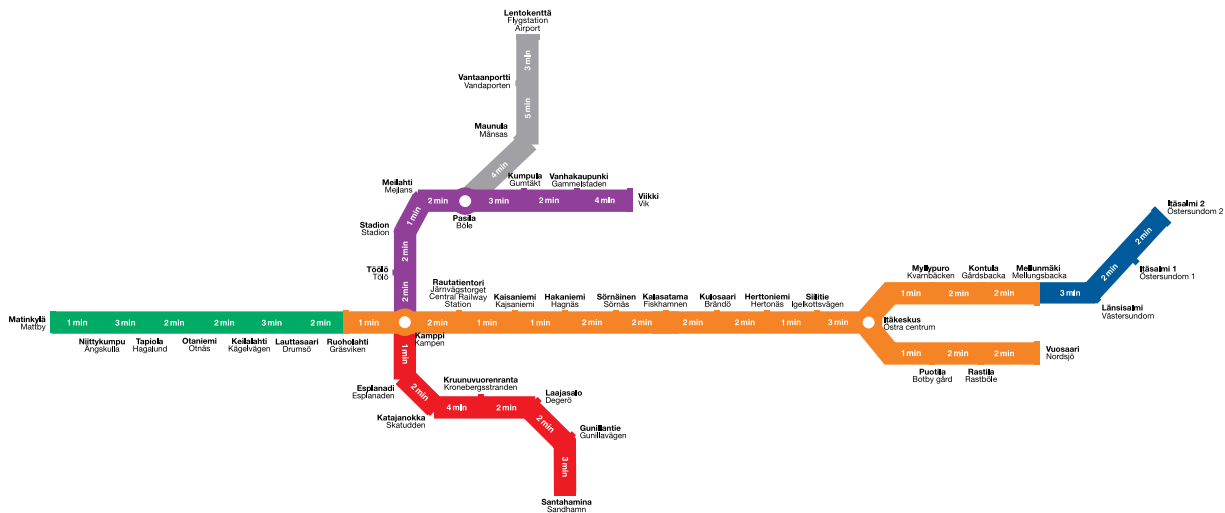 Lentokenttä
Flygstation
Airport
3 min
Vantaanportti
Vandaporten
5 min
Maunula
Månsas
4 min
Meilahti
Mejlans
2 min
Pasila
Böle
3 min
Kumpula
Gumtäkt
2 min
Vanhakaupunki
Gammelstaden
4 min
Viikki
Vik
1 min
Stadion
Stadion
2 min
Töölö
Tölö
2 min
Matinkylä
Mattby
1 min
Niittykumpu
Ängskulla
3 min
Tapiola
Hagalund
2 min
Otaniemi
Otnäs
2 min
Keilalahti
Kägelviken
3 min
Lauttasaari
Drumsö
2 min
Ruoholahti
Gräsviken
1 min
Kamppi
Kampen
2 min
Rautatientori
Järnvägstorget
Central Railway
Station
1 min
Kaisaniemi
Kajsaniemi
1 min
Hakaniemi
Hagnäs
2 min
Sörnäinen
Sörnäs
2 min
Kalasatama
Fiskhamnen
2 min
Kulosaari
Brändö
2 min
Herttoniemi
Hertonäs
1 min
Siilitie
Igelkottsvägen
3 min
Itäkeskus
Östra centrum
1 min
Myllypuro
Kvarnbäcken
2 min
Kontula
Gårdsbacka
2 min
Mellunmäki
Mellungsbacka
3 min
Länsisalmi
Västersundom
2 min
Itäsalmi 1
Östersundom 1
2 min
Itäsalmi 2
Östersundom 2
1 min
Puotila
Botby gård
2 min
Rastila
Rastböle
2 min
Vuosaari
Nordsjö
1 min
Esplanadi
Esplanaden
2 min
Katajanokka
Skatudden
4 min
Kruunuvuorenranta
Kronebergsstranden
2 min
Laajasalo
Degerö
2 min
Gunillantie
Gunillavägen
3 min
Santahamina
Sandhamn